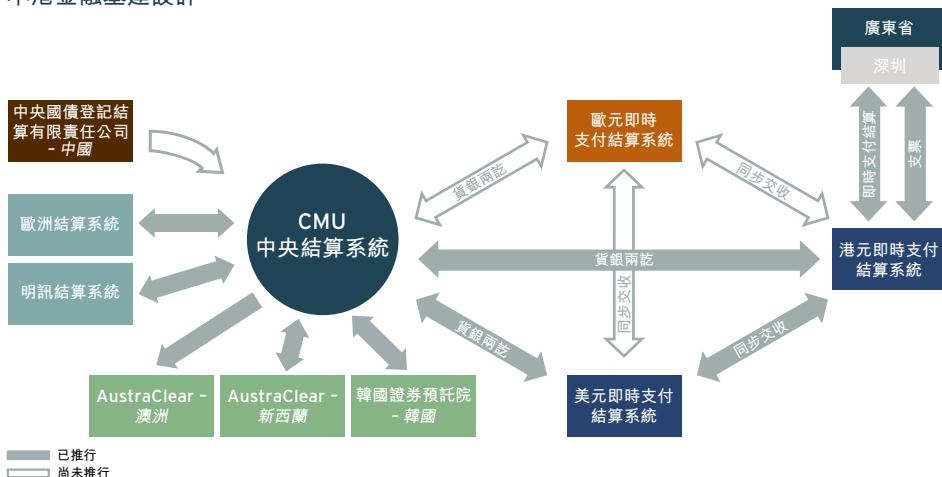 廣東省
深圳
中央國債登記結
算有限責任公司
– 中國
歐元即時
支付結算系統
即時支付結算
支票
貨銀兩訖
同步交收
歐洲結算系統
CMU
中央結算系統
港元即時支付
結算系統
貨銀兩訖
明訊結算系統
同步交收
貨銀兩訖
同步交收
AustraClear –
澳洲
AustraClear –
新西蘭
韓國證券預託院
– 韓國
美元即時支付
結算系統
已推行
尚未推行